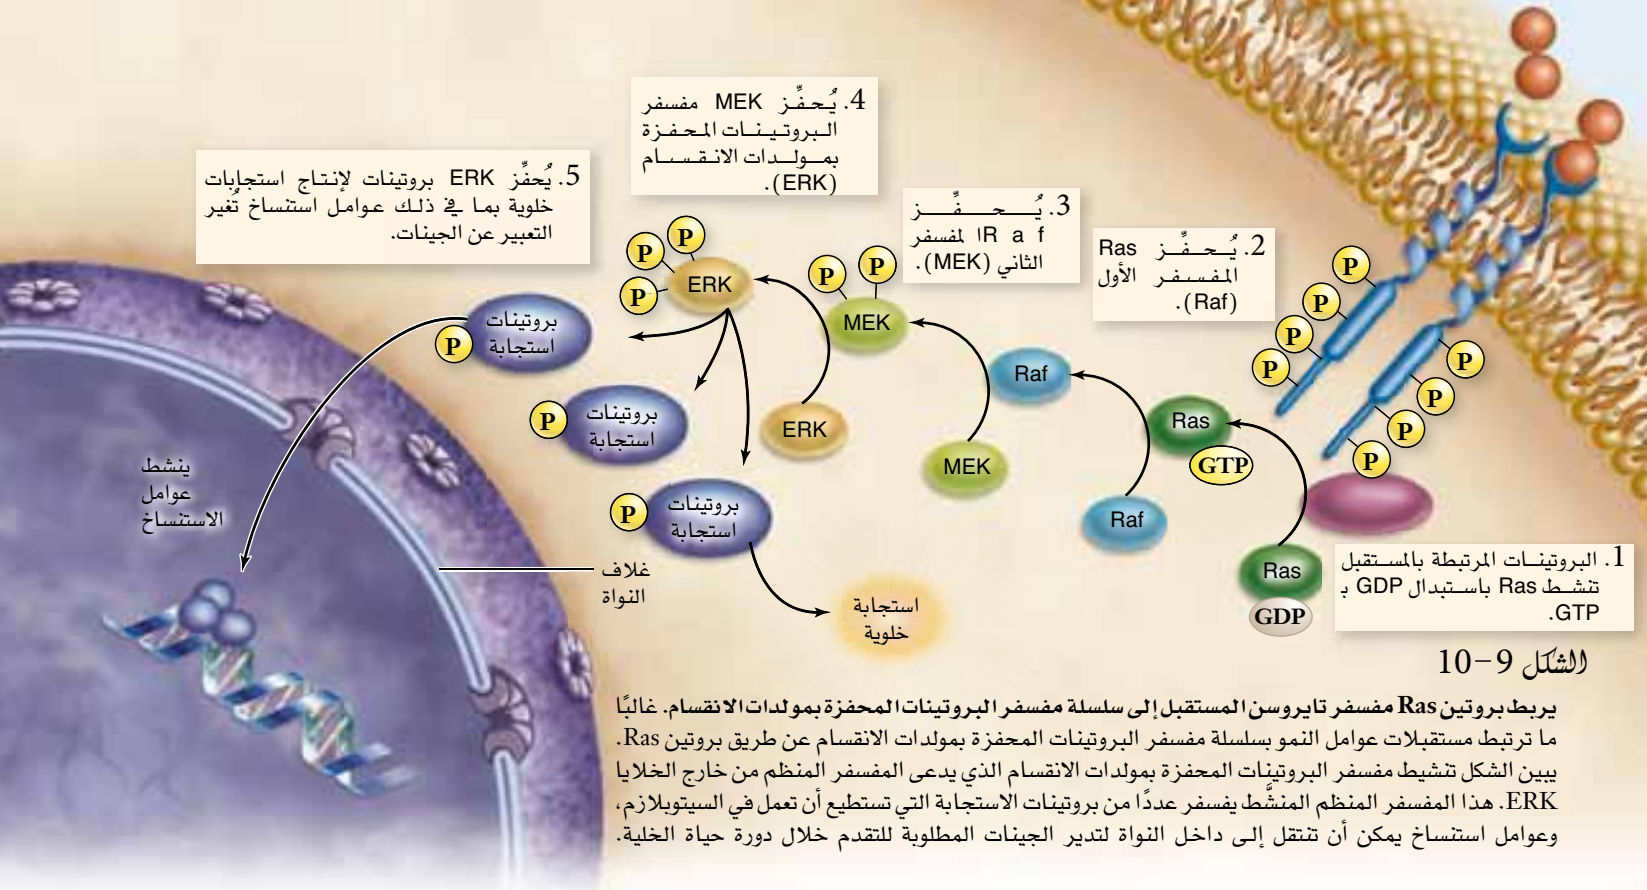 1. البروتينات المرتبطة بالمستقبل
تنشط Ras باستبدال GDP بـ
GTP.
2. يُحفِّز Ras
المفسفر الأول
(Raf).
3. يُحفِّز
Raf المفسفر
الثاني (MEK).
4. يُحفِّز MEK مفسفر
البروتينات المحفزة
بمولدات الانقسام
(ERK).
5. يُحفِّز ERK بروتينات لإنتاج استجابات
خلوية بما في ذلك عوامل استنساخ تُغير
التعبير عن الجينات.
P
P
P
P
P
P
P
P
Ras
GDP
Ras
GTP
Raf
Raf
MEK
MEK
P
P
ERK
ERK
P
P
P
بروتينات
استجابة
P
بروتينات
استجابة
P
بروتينات
استجابة
P
استجابة
خلوية
غلاف
النواة
ينشط
عوامل
الاستنساخ
الشكل 9-10
يربط بروتين Ras مفسفر تايروسن المستقبل إلى سلسلة مفسفر البروتينات المحفزة بمولدات الانقسام. غالبًا
ما ترتبط مستقبلات عوامل النمو بسلسلة مفسفر البروتينات المحفزة بمولدات الانقسام عن طريق بروتين Ras.
يبين الشكل تنشيط مفسفر البروتينات المحفزة بمولدات الانقسام الذي يدعى المفسفر المنظم من خارج الخلايا
ERK. هذا المفسفر المنظم المنشَّط يفسفر عددًا من بروتينات الاستجابة التي تستطيع أن تعمل في السيتوبلازم،
وعوامل استنساخ يمكن أن تنتقل إلى داخل النواة لتدير الجينات المطلوبة للتقدم خلال دورة حياة الخلية.